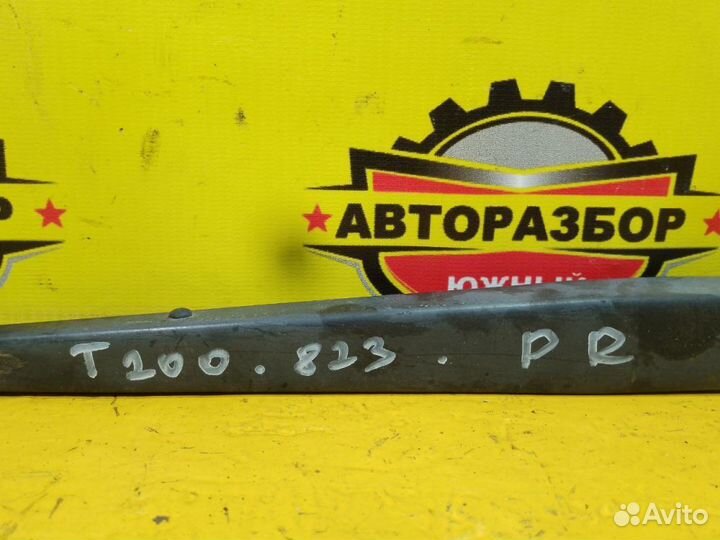 Р
АВТОРАЗБОР
ЮЖНЫЙ
T200.823. PR
Avito